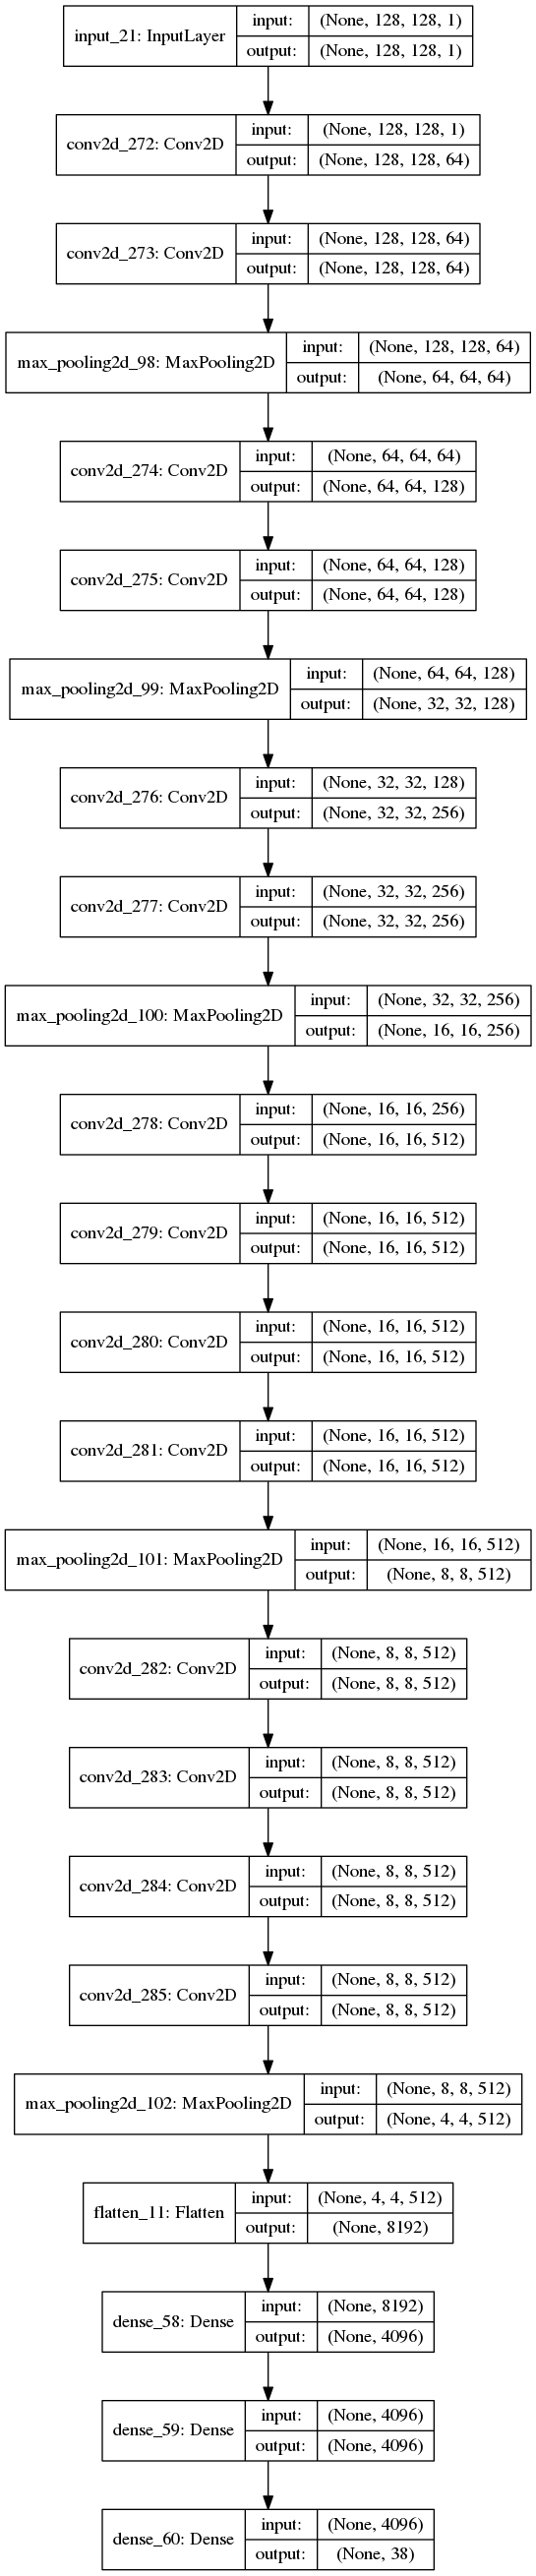 input_21: InputLayer
input: (None, 128, 128, 1)
output: (None, 128, 128, 1)
conv2d_272: Conv2D
input: (None, 128, 128, 1)
output: (None, 128, 128, 64)
conv2d_273: Conv2D
input: (None, 128, 128, 64)
output: (None, 128, 128, 64)
max_pooling2d_98: MaxPooling2D
input: (None, 128, 128, 64)
output: (None, 64, 64, 64)
conv2d_274: Conv2D
input: (None, 64, 64, 64)
output: (None, 64, 64, 128)
conv2d_275: Conv2D
input: (None, 64, 64, 128)
output: (None, 64, 64, 128)
max_pooling2d_99: MaxPooling2D
input: (None, 64, 64, 128)
output: (None, 32, 32, 128)
conv2d_276: Conv2D
input: (None, 32, 32, 128)
output: (None, 32, 32, 256)
conv2d_277: Conv2D
input: (None, 32, 32, 256)
output: (None, 32, 32, 256)
max_pooling2d_100: MaxPooling2D
input: (None, 32, 32, 256)
output: (None, 16, 16, 256)
conv2d_278: Conv2D
input: (None, 16, 16, 256)
output: (None, 16, 16, 512)
conv2d_279: Conv2D
input: (None, 16, 16, 512)
output: (None, 16, 16, 512)
conv2d_280: Conv2D
input: (None, 16, 16, 512)
output: (None, 16, 16, 512)
conv2d_281: Conv2D
input: (None, 16, 16, 512)
output: (None, 16, 16, 512)
max_pooling2d_101: MaxPooling2D
input: (None, 16, 16, 512)
output: (None, 8, 8, 512)
conv2d_282: Conv2D
input: (None, 8, 8, 512)
output: (None, 8, 8, 512)
conv2d_283: Conv2D
input: (None, 8, 8, 512)
output: (None, 8, 8, 512)
conv2d_284: Conv2D
input: (None, 8, 8, 512)
output: (None, 8, 8, 512)
conv2d_285: Conv2D
input: (None, 8, 8, 512)
output: (None, 8, 8, 512)
max_pooling2d_102: MaxPooling2D
input: (None, 8, 8, 512)
output: (None, 4, 4, 512)
flatten_11: Flatten
input: (None, 4, 4, 512)
output: (None, 8192)
dense_58: Dense
input: (None, 8192)
output: (None, 4096)
dense_59: Dense
input: (None, 4096)
output: (None, 4096)
dense_60: Dense
input: (None, 4096)
output: (None, 38)